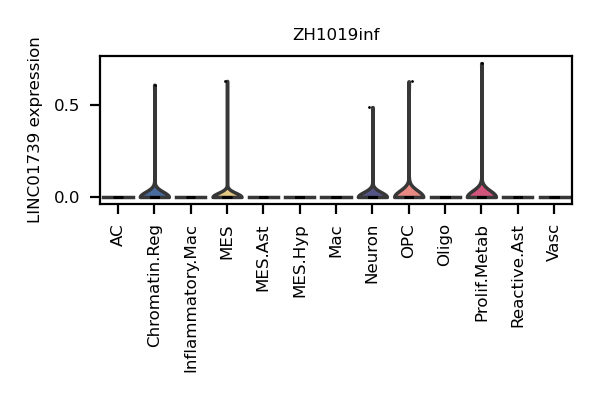 ZH1019inf
LINC01739 expression
0.5
0.0
AC
Chromatin.Reg
Inflammatory.Mac
MES
MES.Ast
MES.Hyp
Mac
Neuron
OPC
Oligo
Prolif.Metab
Reactive.Ast
Vasc